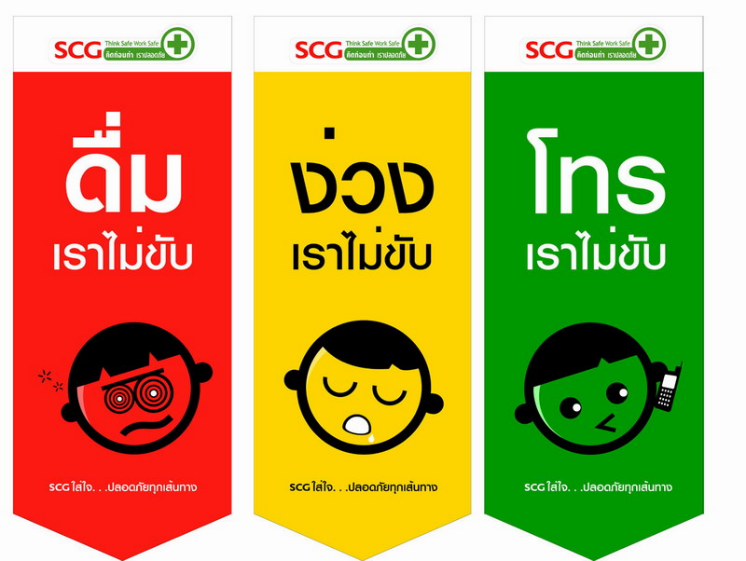 SCG Think Safe Work Safe
คิดก่อนทำ เราปลอดภัย
ดื่ม
เราไม่ขับ
SCG ใส่ใจ. . .ปลอดภัยทุกเส้นทาง
SCG Think Safe Work Safe
คิดก่อนทำ เราปลอดภัย
ง่วง
เราไม่ขับ
SCG ใส่ใจ. . .ปลอดภัยทุกเส้นทาง
SCG Think Safe Work Safe
คิดก่อนทำ เราปลอดภัย
โทร
เราไม่ขับ
SCG ใส่ใจ. . .ปลอดภัยทุกเส้นทาง